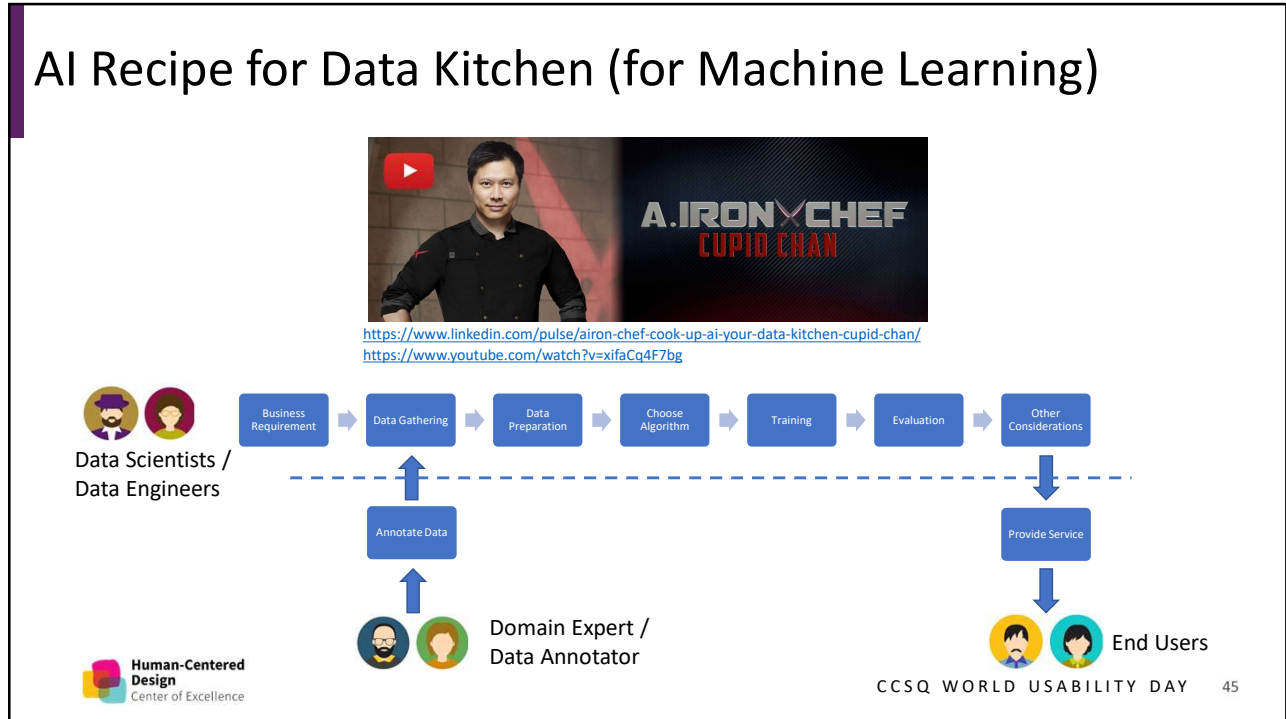 AI Recipe for Data Kitchen (for Machine Learning)
A.IRON CHEF
CUPID CHAN
https://www.linkedin.com/pulse/airon-chef-cook-up-ai-your-data-kitchen-cupid-chan/
https://www.youtube.com/watch?v=xifaCq4F7bg
Business
Requirement
Data Gathering
Data
Preparation
Choose
Algorithm
Training
Evaluation
Other
Considerations
Data Scientists /
Data Engineers
Annotate Data
Provide Service
Domain Expert /
Data Annotator
End Users
Human-Centered
Design
Center of Excellence
CCSQ WORLD USABILITY DAY 45